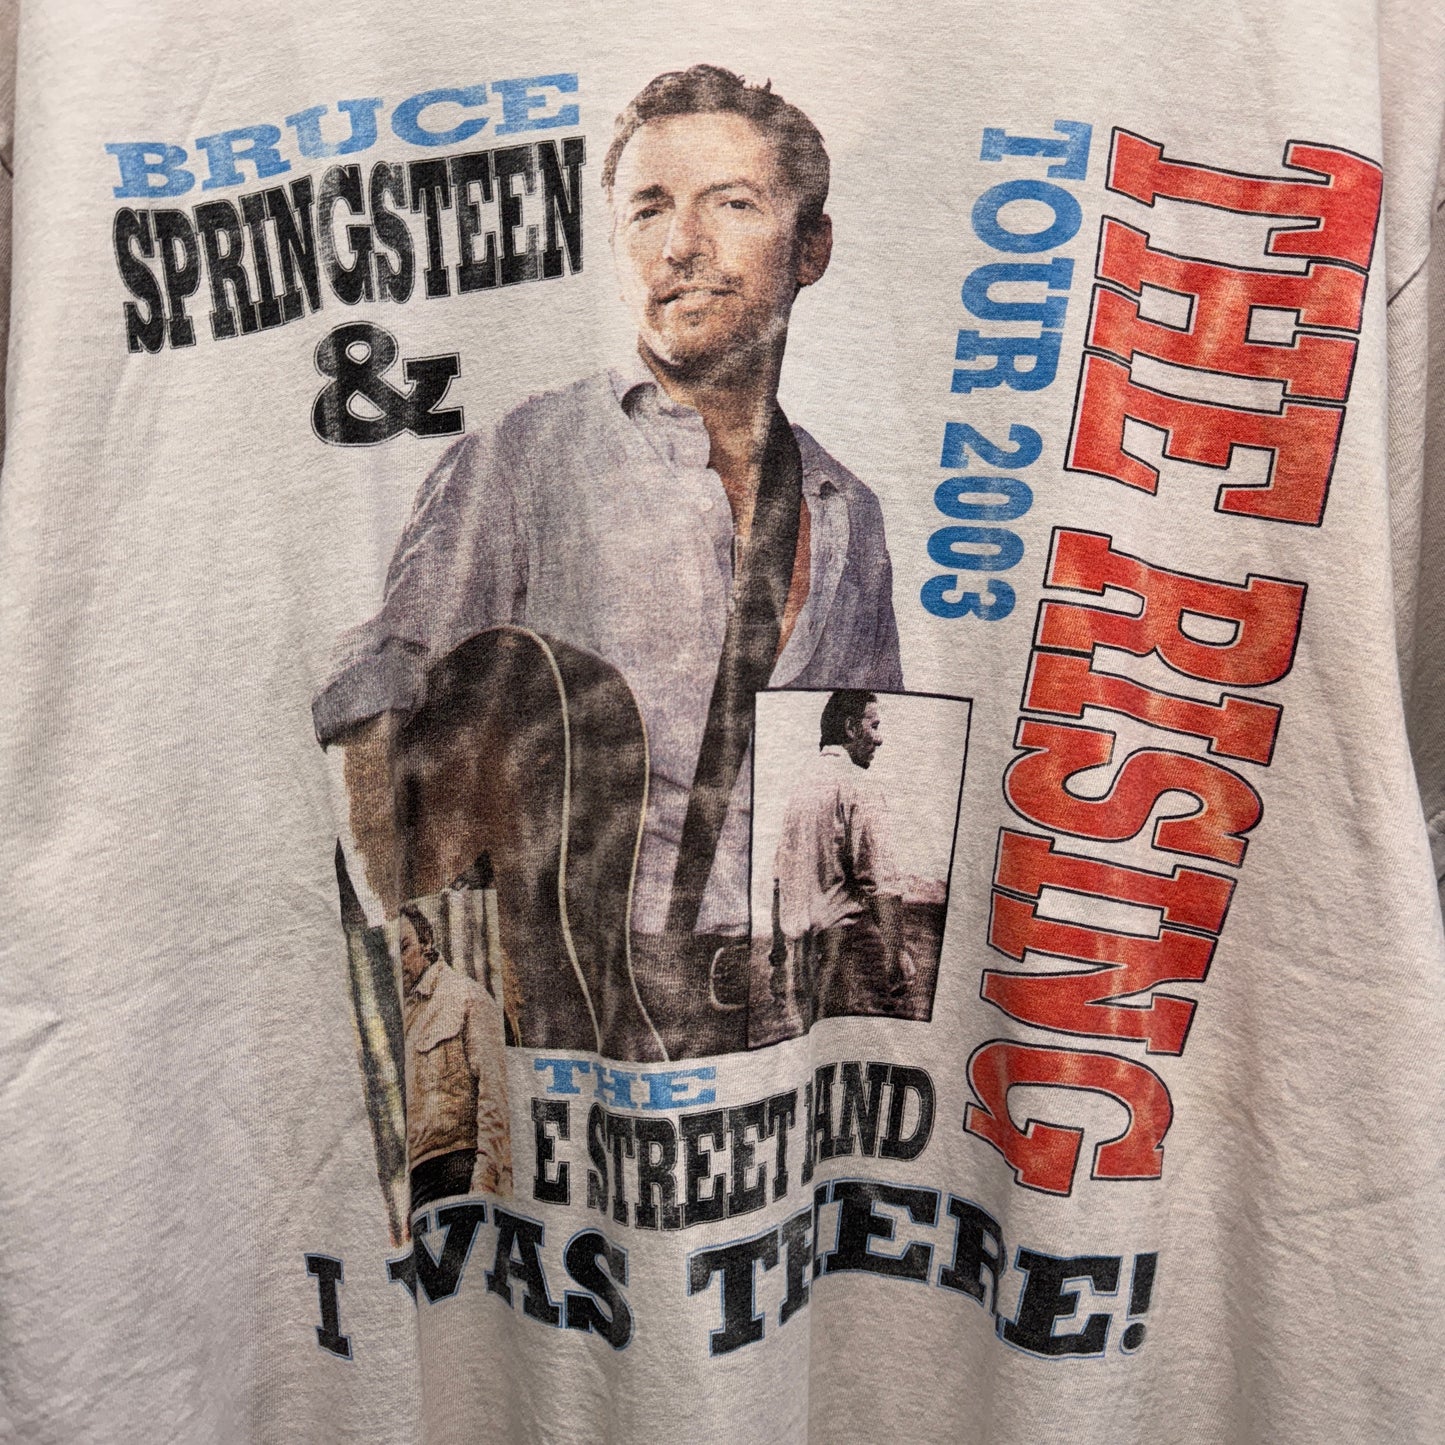 BRUCE
SPRINGSTEEN
&
THE
E STREET BAND
THE RISING
TOUR 2003
I WAS THERE!